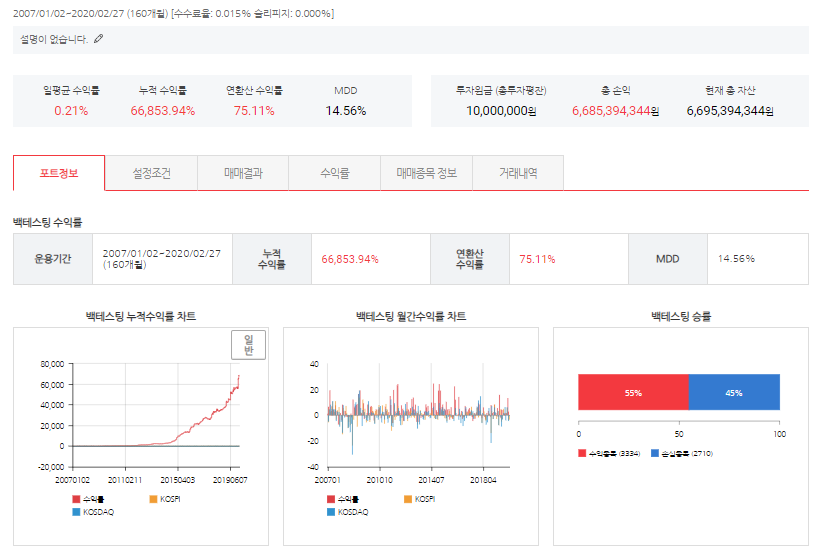 2007/01/02~2020/02/27 (160개월) [수수료율: 0.015% 슬리피지: 0.000%]
설명이 없습니다.
일평균 수익률 누적 수익률 연환산 수익률 MDD
0.21% 66,853.94% 75.11% 14.56%
투자원금 (총투자평잔) 총 손익 현재 총 자산
10,000,000원 6,685,394,344원 6,695,394,344원
포트정보 설정조건 매매결과 수익률 매매종목 정보 거래내역
백테스팅 수익률
운용기간 2007/01/02~2020/02/27 (160개월) 누적 수익률 66,853.94% 연환산 수익률 75.11% MDD 14.56%
백테스팅 누적수익률 차트
일반
80,000
60,000
40,000
20,000
0
-20,000
20070102 20110211 20150403 20190607
수익률 KOSPI
KOSDAQ
백테스팅 월간수익률 차트
40
20
0
-20
-40
200701 201010 201407 201804
수익률 KOSPI
KOSDAQ
백테스팅 승률
55% 45%
0 50 100
수익종목 (3334) 손실종목 (2710)